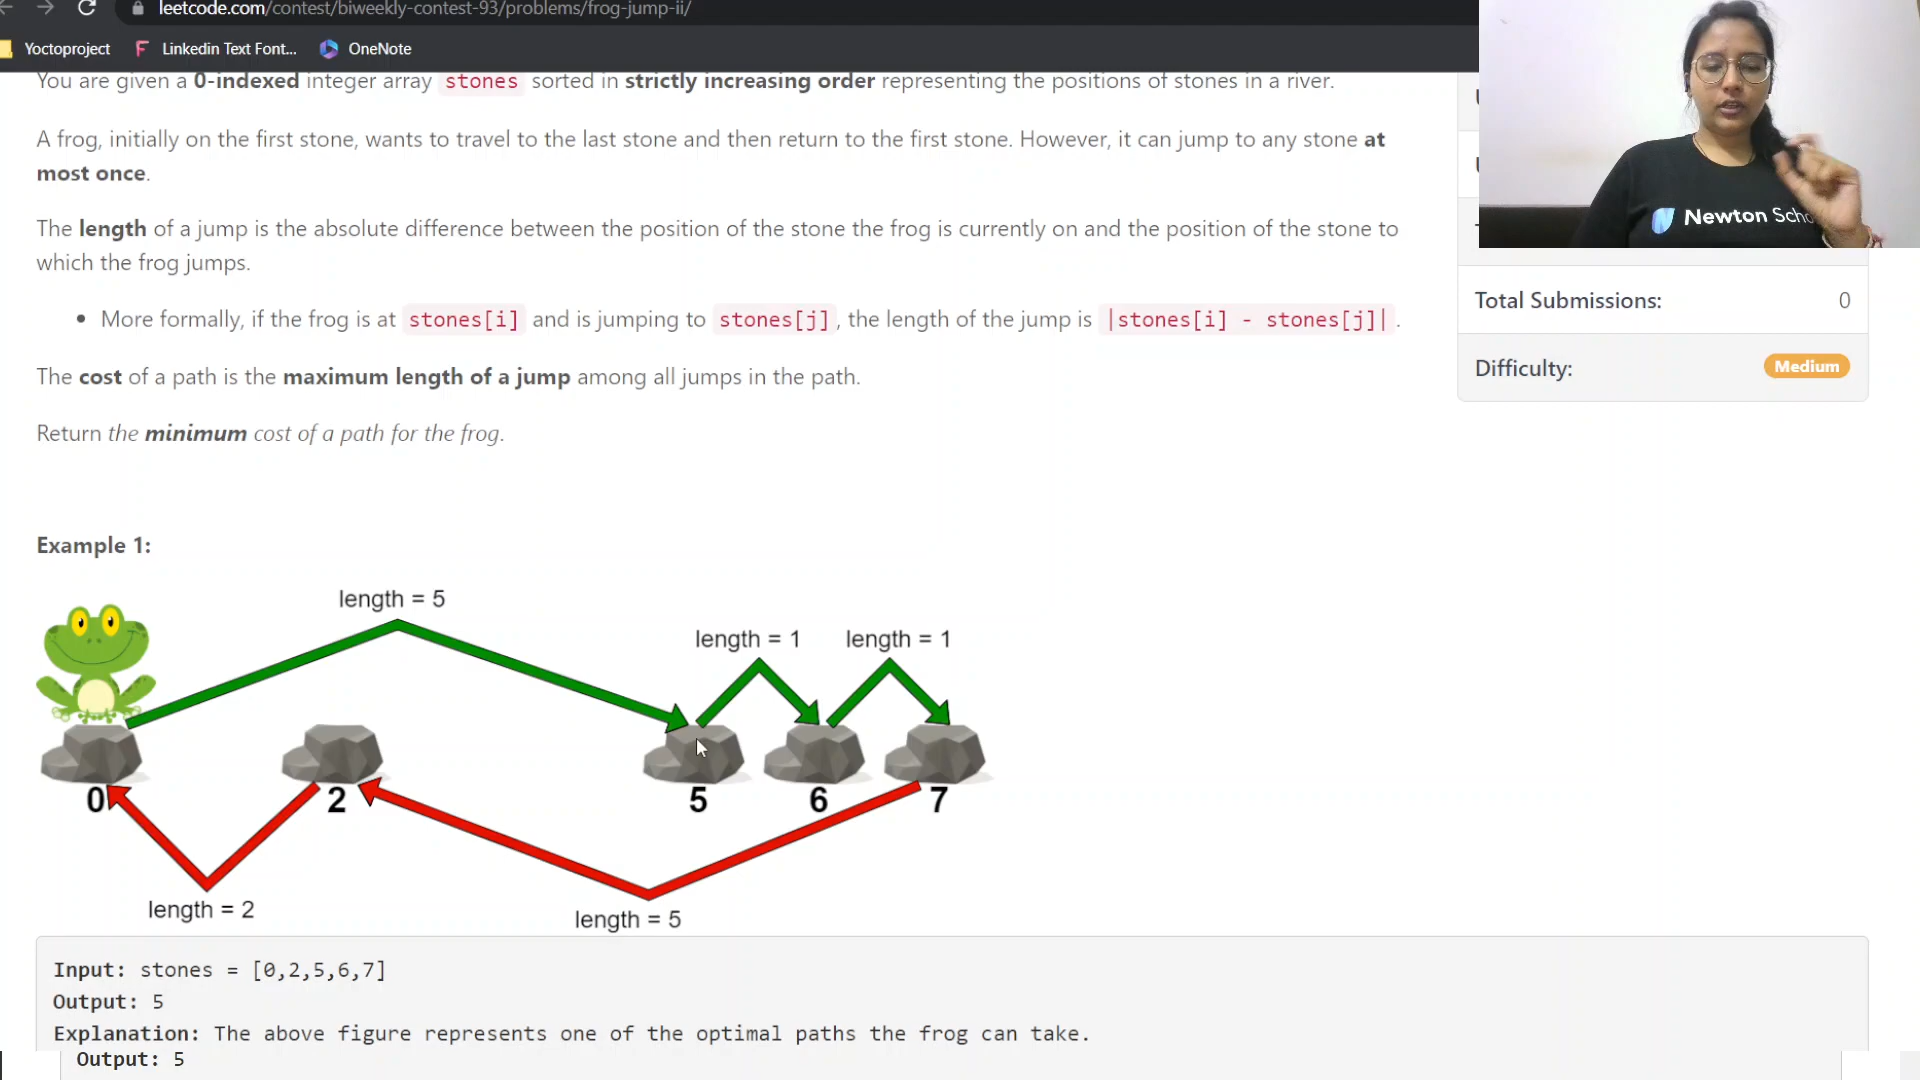 leetcode.com/contest/biweekly-contest-93/problems/frog-jump-ii/
Yoctoproject Linkedin Text Font... OneNote
You are given a 0-indexed integer array stones sorted in strictly increasing order representing the positions of stones in a river.
A frog, initially on the first stone, wants to travel to the last stone and then return to the first stone. However, it can jump to any stone at
most once.
The length of a jump is the absolute difference between the position of the stone the frog is currently on and the position of the stone to
which the frog jumps.
• More formally, if the frog is at stones[i] and is jumping to stones[j], the length of the jump is |stones[i] - stones[j]|.
The cost of a path is the maximum length of a jump among all jumps in the path.
Return the minimum cost of a path for the frog.
Newton Scho
Total Submissions: 0
Difficulty: Medium
Example 1:
length = 5
length = 1 length = 1
0 2 5 6 7
length = 2 length = 5
Input: stones = [0,2,5,6,7]
Output: 5
Explanation: The above figure represents one of the optimal paths the frog can take.
Output: 5